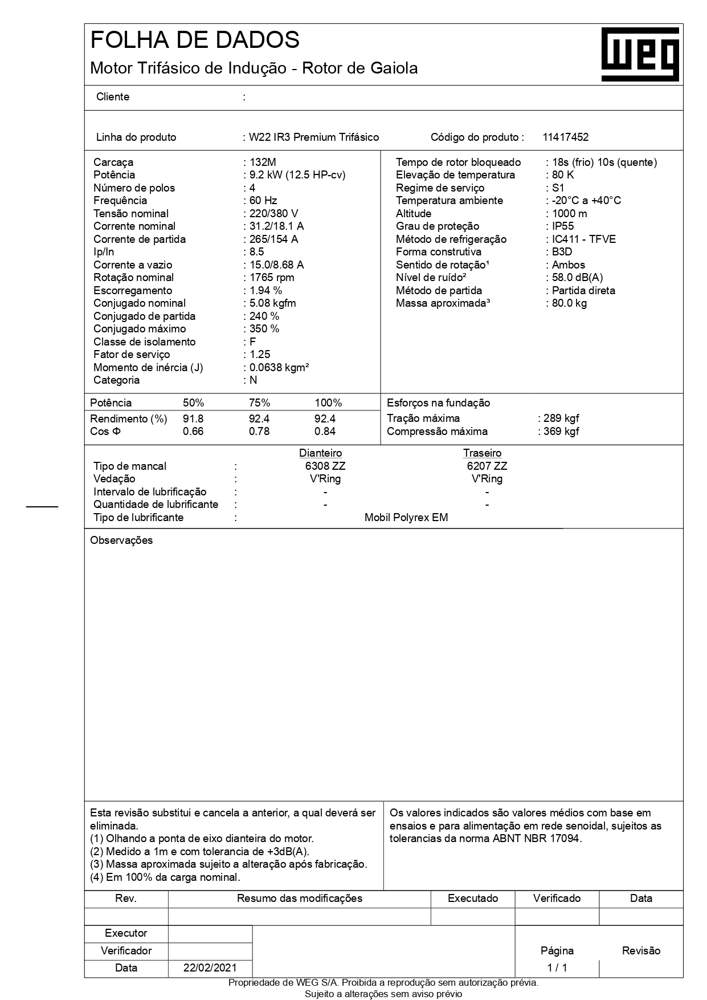 FOLHA DE DADOS
Motor Trifásico de Indução - Rotor de Gaiola
weg
Cliente :
Linha do produto : W22 IR3 Premium Trifásico Código do produto : 11417452
Carcaça : 132M
Potência : 9.2 kW (12.5 HP-cv)
Número de polos : 4
Frequência : 60 Hz
Tensão nominal : 220/380 V
Corrente nominal : 31.2/18.1 A
Corrente de partida : 265/154 A
Ip/In : 8.5
Corrente a vazio : 15.0/8.68 A
Rotação nominal : 1765 rpm
Escorregamento : 1.94 %
Conjugado nominal : 5.08 kgfm
Conjugado de partida : 240 %
Conjugado máximo : 350 %
Classe de isolamento : F
Fator de serviço : 1.25
Momento de inércia (J) : 0.0638 kgm²
Categoria : N
Tempo de rotor bloqueado : 18s (frio) 10s (quente)
Elevação de temperatura : 80 K
Regime de serviço : S1
Temperatura ambiente : -20°C a +40°C
Altitude : 1000 m
Grau de proteção : IP55
Método de refrigeração : IC411 - TFVE
Forma construtiva : B3D
Sentido de rotação¹ : Ambos
Nível de ruído² : 58.0 dB(A)
Método de partida : Partida direta
Massa aproximada³ : 80.0 kg
Potência 50% 75% 100%
Rendimento (%) 91.8 92.4 92.4
Cos Φ 0.66 0.78 0.84
Esforços na fundação
Tração máxima : 289 kgf
Compressão máxima : 369 kgf
Dianteiro Traseiro
Tipo de mancal : 6308 ZZ 6207 ZZ
Vedação : V'Ring V'Ring
Intervalo de lubrificação : - -
Quantidade de lubrificante : - -
Tipo de lubrificante : Mobil Polyrex EM
Observações
Esta revisão substitui e cancela a anterior, a qual deverá ser
eliminada.
(1) Olhando a ponta de eixo dianteira do motor.
(2) Medido a 1m e com tolerancia de +3dB(A).
(3) Massa aproximada sujeito a alteração após fabricação.
(4) Em 100% da carga nominal.
Os valores indicados são valores médios com base em
ensaios e para alimentação em rede senoidal, sujeitos as
tolerancias da norma ABNT NBR 17094.
Rev. Resumo das modificações Executado Verificado Data
Executor
Verificador Página Revisão
Data 22/02/2021 1 / 1
Propriedade de WEG S/A. Proibida a reprodução sem autorização prévia.
Sujeito a alterações sem aviso prévio